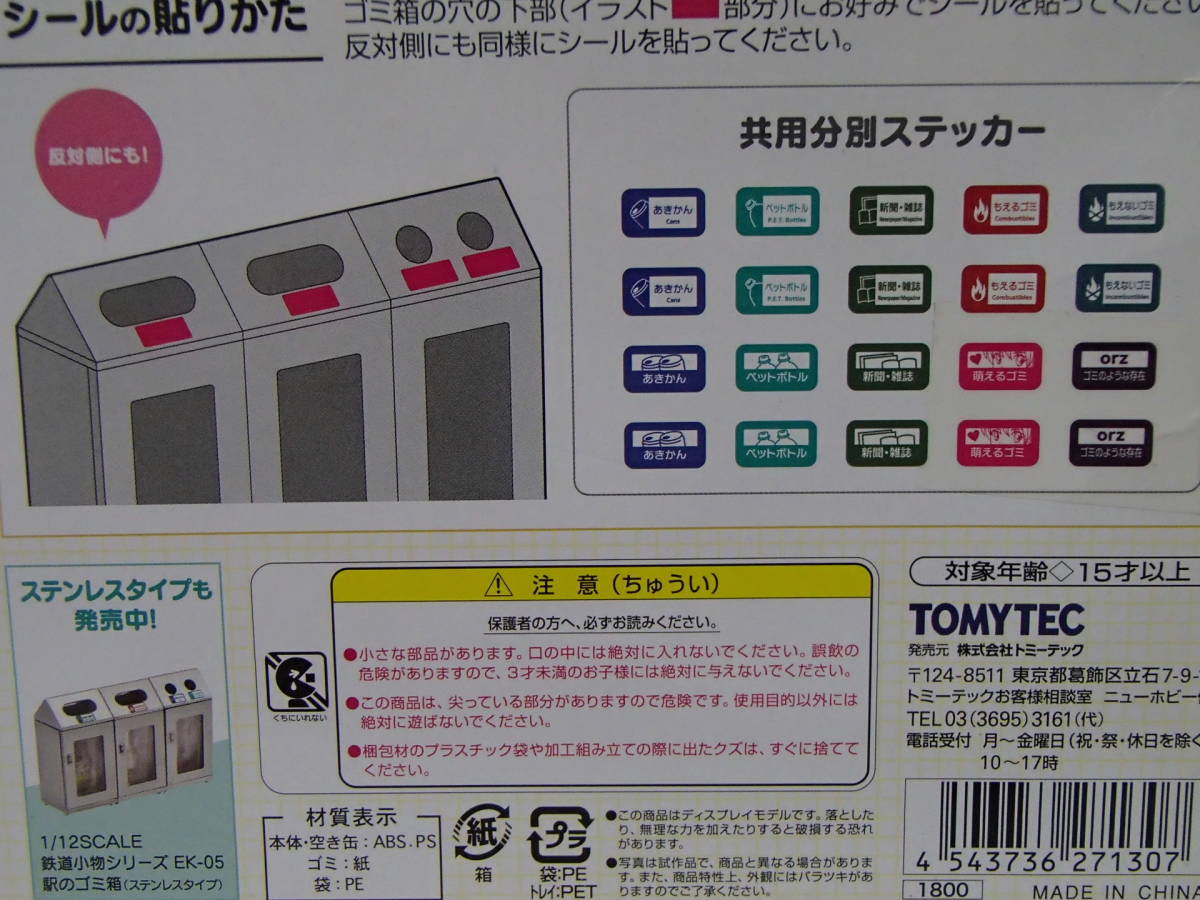 シールの貼りかた
ゴミ箱の穴の下部(イラスト 部分)にお好みでシールを貼ってください
反対側にも同様にシールを貼ってください。
反対側にも!
共用分別ステッカー
あきかん Cans
ペットボトル P.E.T. Bottles
新聞・雑誌 Newspaper/Magazine
もえるゴミ Combustibles
もえないゴミ Incombustibles
あきかん Cans
ペットボトル P.E.T. Bottles
新聞・雑誌 Newspaper/Magazine
もえるゴミ Combustibles
もえないゴミ Incombustibles
あきかん
ペットボトル
新聞・雑誌
萌えるゴミ
orz
ゴミのような存在
あきかん
ペットボトル
新聞・雑誌
萌えるゴミ
orz
ゴミのような存在
ステンレスタイプも
発売中!
1/12SCALE
鉄道小物シリーズ EK-05
駅のゴミ箱(ステンレスタイプ)
くちにいれない
注 意(ちゅうい)
保護者の方へ、必ずお読みください。
●小さな部品があります。口の中には絶対に入れないでください。誤飲の
危険がありますので、3才未満のお子様には絶対に与えないでください。
●この商品は、尖っている部分がありますので危険です。使用目的以外には
絶対に遊ばないでください。
●梱包材のプラスチック袋や加工組み立ての際に出たクズは、すぐに捨てて
ください。
材質表示
本体・空き缶:ABS.PS
ゴミ:紙
袋:PE
紙
箱
プラ
袋:PE
トレイ:PET
●この商品はディスプレイモデルです。落とした
り、無理な力を加えたりすると破損する恐れ
があります。
●写真は試作品で、商品と異なる場合がありま
す。また、商品特性上、外観にはバラツキがあ
りますのでご了承ください。
対象年齢◇15才以上
TOMYTEC
発売元 株式会社トミーテック
〒124-8511 東京都葛飾区立石7-9-
トミーテックお客様相談室 ニューホビー
TEL 03(3695)3161(代)
電話受付 月～金曜日(祝・祭・休日を除く
10～17時
4 543736 271307
1800
MADE IN CHINA